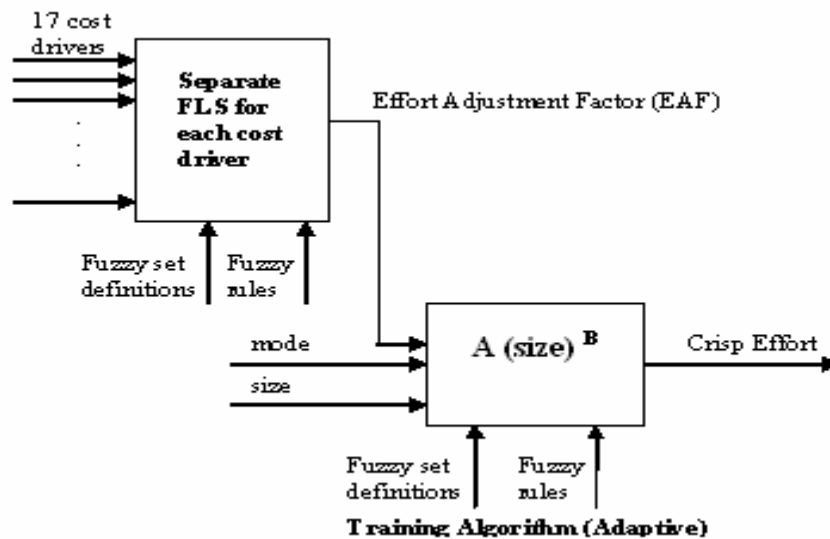 17 cost
drivers
Separate
FLS for
each cost
driver
Effort Adjustment Factor (EAF)
.
.
.
Fuzzy set
definitions
Fuzzy
rules
mode
size
A (size) B
Crisp Effort
Fuzzy set
definitions
Fuzzy
rules
Training Algorithm (Adaptive)